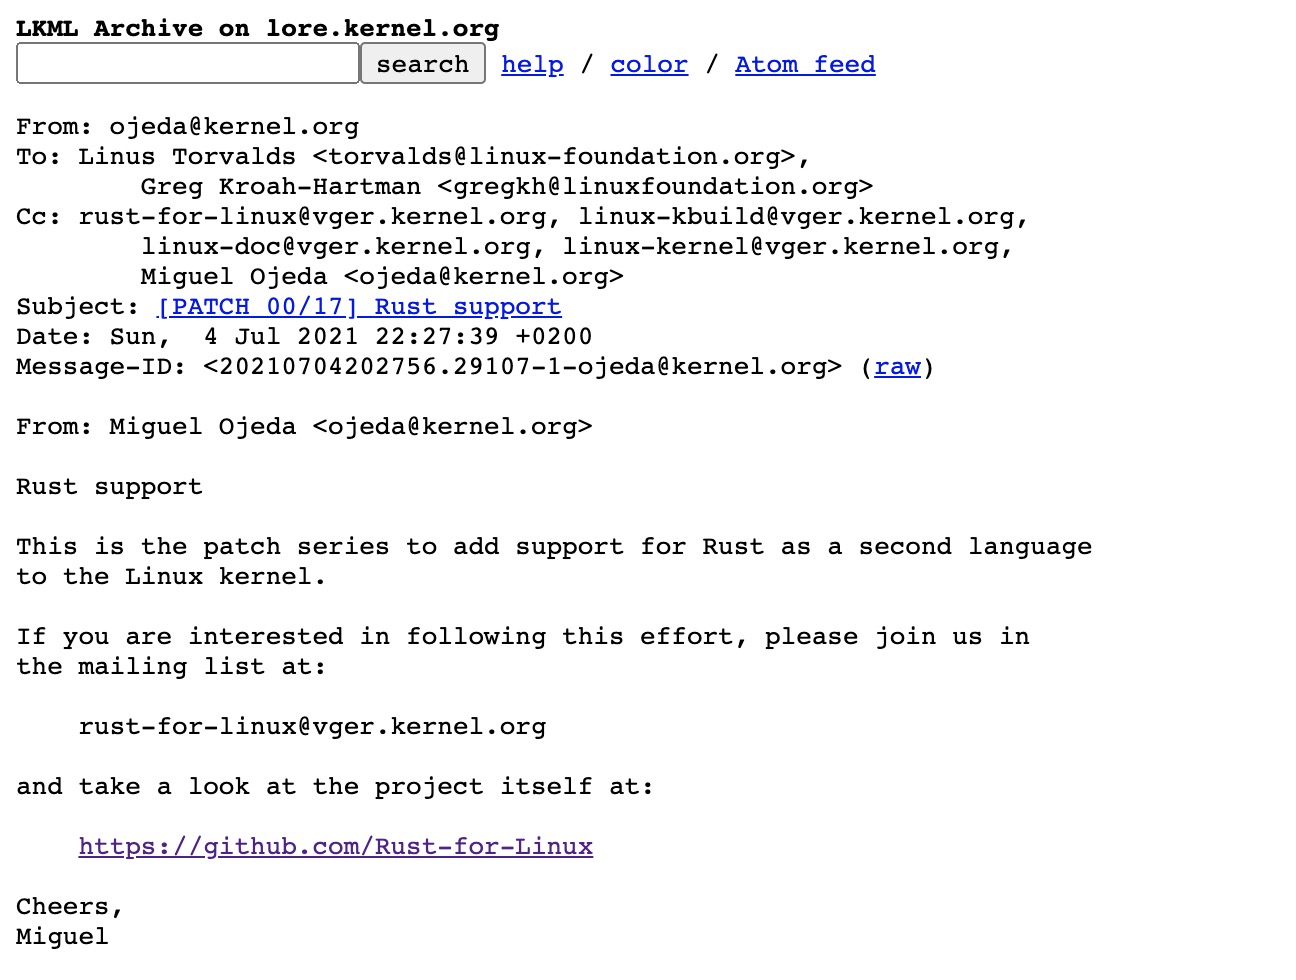 LKML Archive on lore.kernel.org
search help / color / Atom feed
From: ojeda@kernel.org
To: Linus Torvalds <torvalds@linux-foundation.org>,
Greg Kroah-Hartman <gregkh@linuxfoundation.org>
Cc: rust-for-linux@vger.kernel.org, linux-kbuild@vger.kernel.org,
linux-doc@vger.kernel.org, linux-kernel@vger.kernel.org,
Miguel Ojeda <ojeda@kernel.org>
Subject: [PATCH 00/17] Rust support
Date: Sun,  4 Jul 2021 22:27:39 +0200
Message-ID: <20210704202756.29107-1-ojeda@kernel.org> (raw)
From: Miguel Ojeda <ojeda@kernel.org>
Rust support
This is the patch series to add support for Rust as a second language
to the Linux kernel.
If you are interested in following this effort, please join us in
the mailing list at:
rust-for-linux@vger.kernel.org
and take a look at the project itself at:
https://github.com/Rust-for-Linux
Cheers,
Miguel